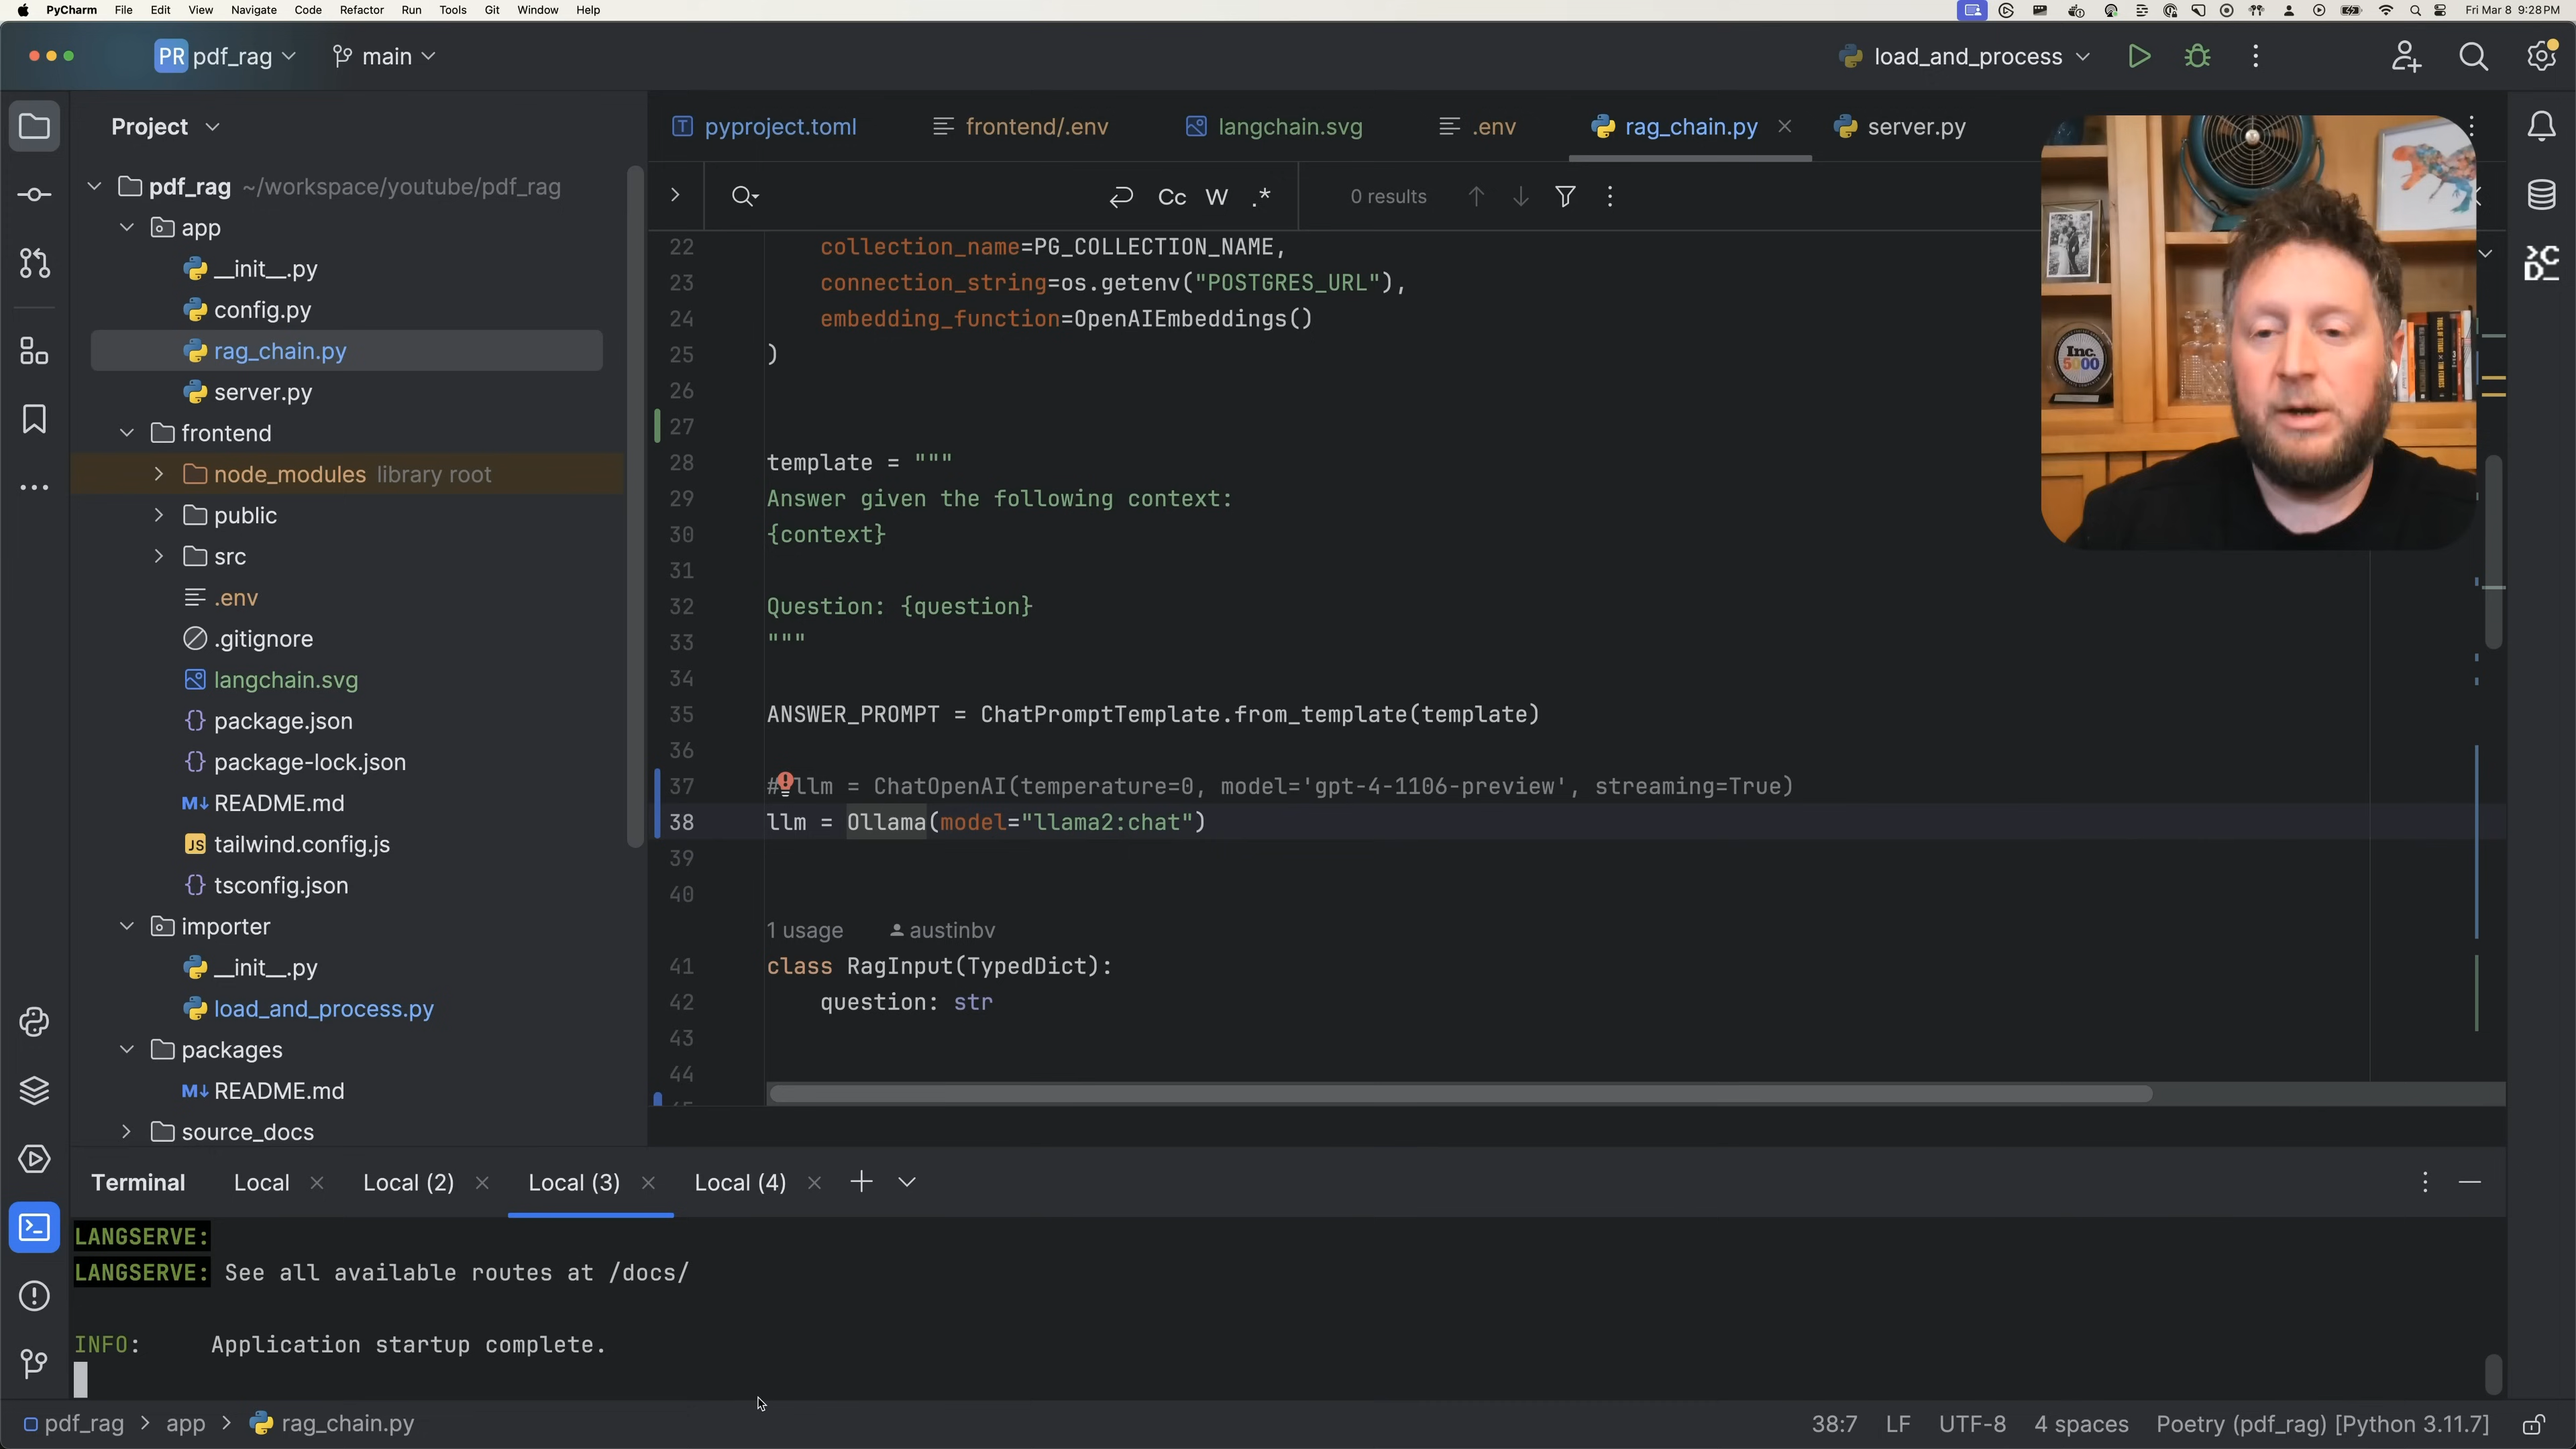 PyCharm File Edit View Navigate Code Refactor Run Tools Git Window Help
Fri Mar 8 9:28 PM
PR pdf_rag main
load_and_process
Project
pyproject.toml frontend/.env langchain.svg .env rag_chain.py server.py
Cc W .* 0 results
pdf_rag ~/workspace/youtube/pdf_rag
app
__init__.py
config.py
rag_chain.py
server.py
frontend
node_modules library root
public
src
.env
.gitignore
langchain.svg
{} package.json
{} package-lock.json
M↓ README.md
JS tailwind.config.js
{} tsconfig.json
importer
__init__.py
load_and_process.py
packages
M↓ README.md
source_docs
22 collection_name=PG_COLLECTION_NAME,
23 connection_string=os.getenv("POSTGRES_URL"),
24 embedding_function=OpenAIEmbeddings()
25 )
26
27
28 template = """
29 Answer given the following context:
30 {context}
31
32 Question: {question}
33 """
34
35 ANSWER_PROMPT = ChatPromptTemplate.from_template(template)
36
37 # llm = ChatOpenAI(temperature=0, model='gpt-4-1106-preview', streaming=True)
38 llm = Ollama(model="llama2:chat")
39
40
1 usage austinbv
41 class RagInput(TypedDict):
42 question: str
43
44
Inc.
5000
Terminal Local Local (2) Local (3) Local (4)
LANGSERVE:
LANGSERVE: See all available routes at /docs/
INFO: Application startup complete.
pdf_rag > app > rag_chain.py
38:7 LF UTF-8 4 spaces Poetry (pdf_rag) [Python 3.11.7]